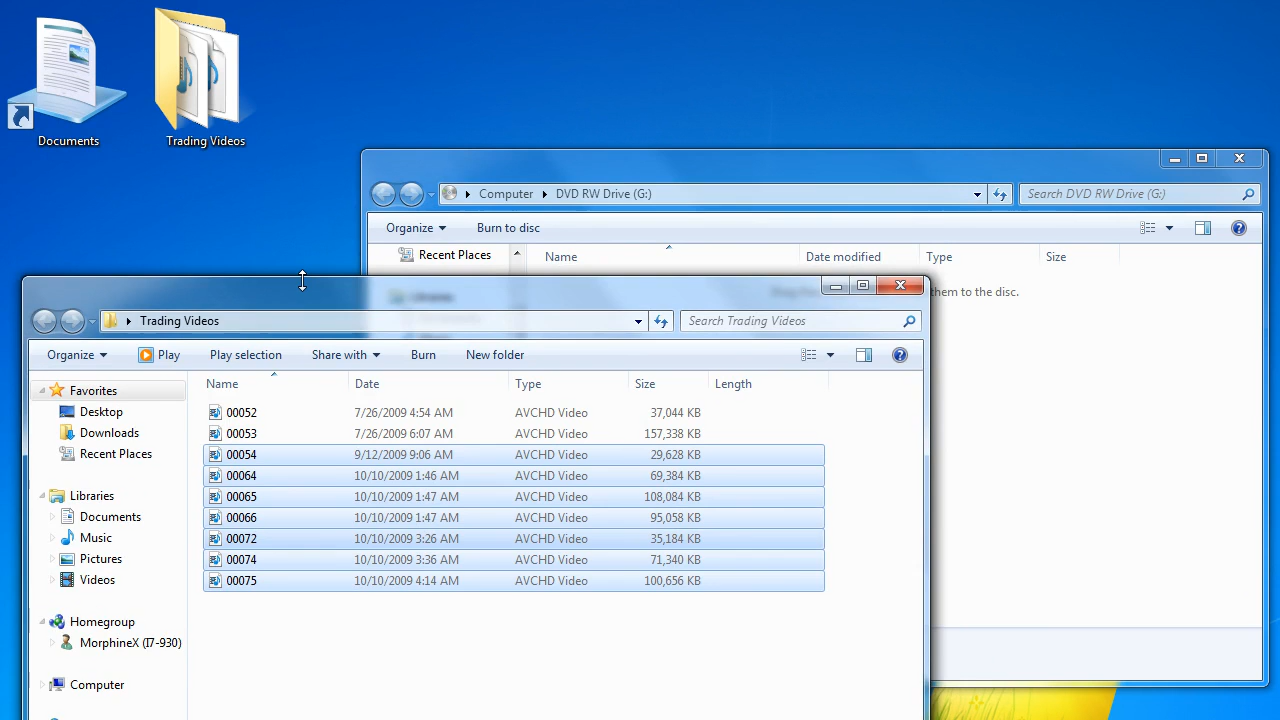 Documents
Trading Videos
Computer DVD RW Drive (G:)
Search DVD RW Drive (G:)
Organize Burn to disc
Recent Places
Name Date modified Type Size
them to the disc.
Libraries
Trading Videos
Search Trading Videos
Organize Play Play selection Share with Burn New folder
Favorites
Desktop
Downloads
Recent Places
Libraries
Documents
Music
Pictures
Videos
Homegroup
MorphineX (I7-930)
Computer
Name Date Type Size Length
00052 7/26/2009 4:54 AM AVCHD Video 37,044 KB
00053 7/26/2009 6:07 AM AVCHD Video 157,338 KB
00054 9/12/2009 9:06 AM AVCHD Video 29,628 KB
00064 10/10/2009 1:46 AM AVCHD Video 69,384 KB
00065 10/10/2009 1:47 AM AVCHD Video 108,084 KB
00066 10/10/2009 1:47 AM AVCHD Video 95,058 KB
00072 10/10/2009 3:26 AM AVCHD Video 35,184 KB
00074 10/10/2009 3:36 AM AVCHD Video 71,340 KB
00075 10/10/2009 4:14 AM AVCHD Video 100,656 KB